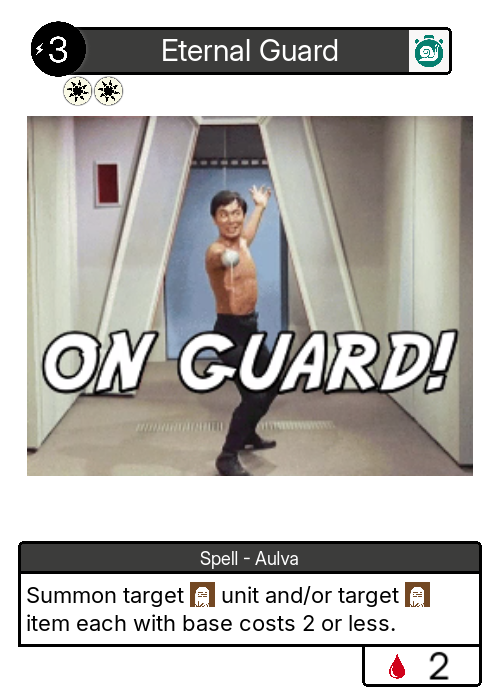 3
Eternal Guard
ON GUARD!
Spell - Aulva
Summon target unit and/or target
item each with base costs 2 or less.
2